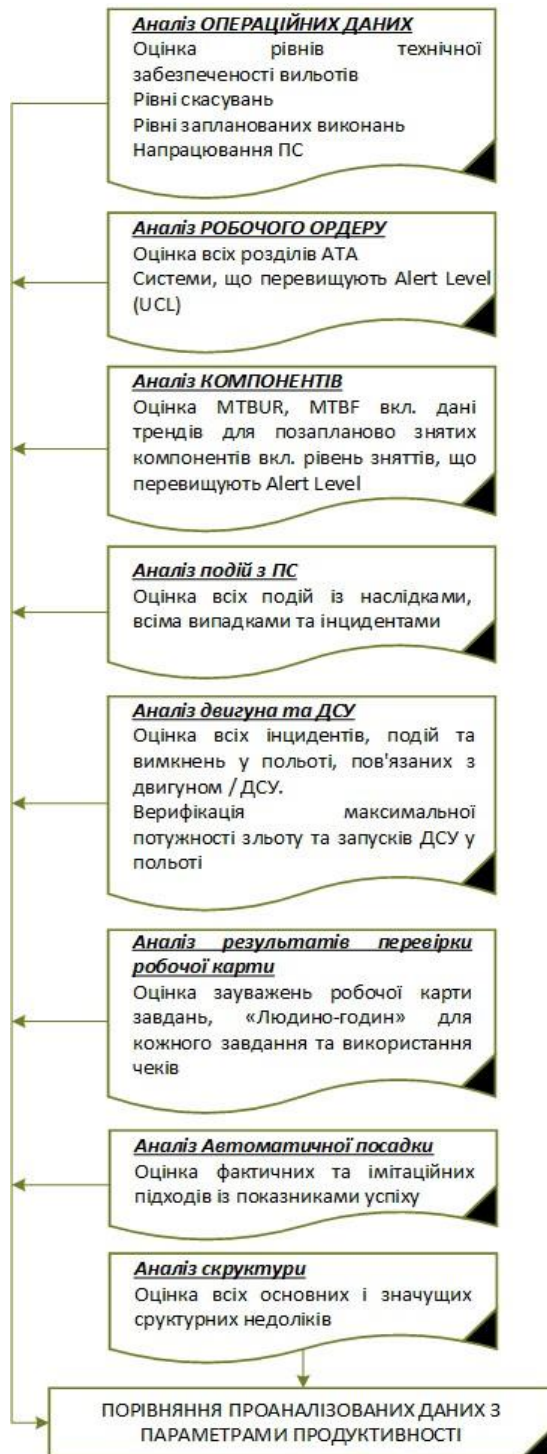 Аналіз ОПЕРАЦІЙНИХ ДАНИХ
Оцінка рівнів технічної
забезпеченості вильотів
Рівні скасувань
Рівні запланованих виконань
Напрацювання ПС
Аналіз РОБОЧОГО ОРДЕРУ
Оцінка всіх розділів АТА
Системи, що перевищують Alert Level
(UCL)
Аналіз КОМПОНЕНТІВ
Оцінка MTBUR, MTBF вкл. дані
трендів для позапланово знятих
компонентів вкл. рівень зняттів, що
перевищують Alert Level
Аналіз подій з ПС
Оцінка всіх подій із наслідками,
всіма випадками та інцидентами
Аналіз двигуна та ДСУ
Оцінка всіх інцидентів, подій та
вимкнень у польоті, пов'язаних з
двигуном / ДСУ.
Верифікація максимальної
потужності зльоту та запусків ДСУ у
польоті
Аналіз результатів перевірки
робочої карти
Оцінка зауважень робочої карти
завдань, «Людино-годин» для
кожного завдання та використання
чеків
Аналіз Автоматичної посадки
Оцінка фактичних та імітаційних
підходів із показниками успіху
Аналіз скруктури
Оцінка всіх основних і значущих
сруктурних недоліків
ПОРІВНЯННЯ ПРОАНАЛІЗОВАНИХ ДАНИХ З
ПАРАМЕТРАМИ ПРОДУКТИВНОСТІ